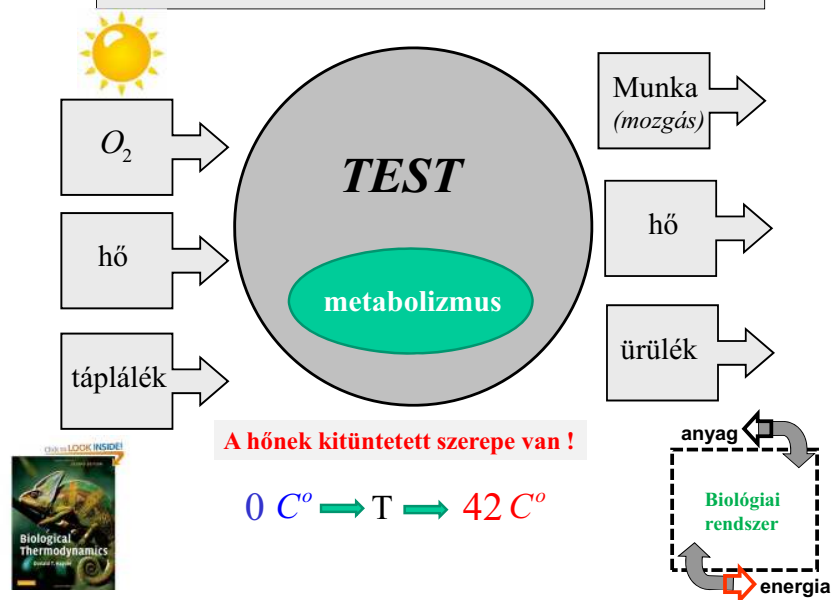 O₂
hő
táplálék
TEST
metabolizmus
Munka
(mozgás)
hő
ürülék
A hőnek kitüntetett szerepe van !
0 C° T 42 C°
Click to LOOK INSIDE!
Biological
Thermodynamics
anyag
Biológiai
rendszer
energia